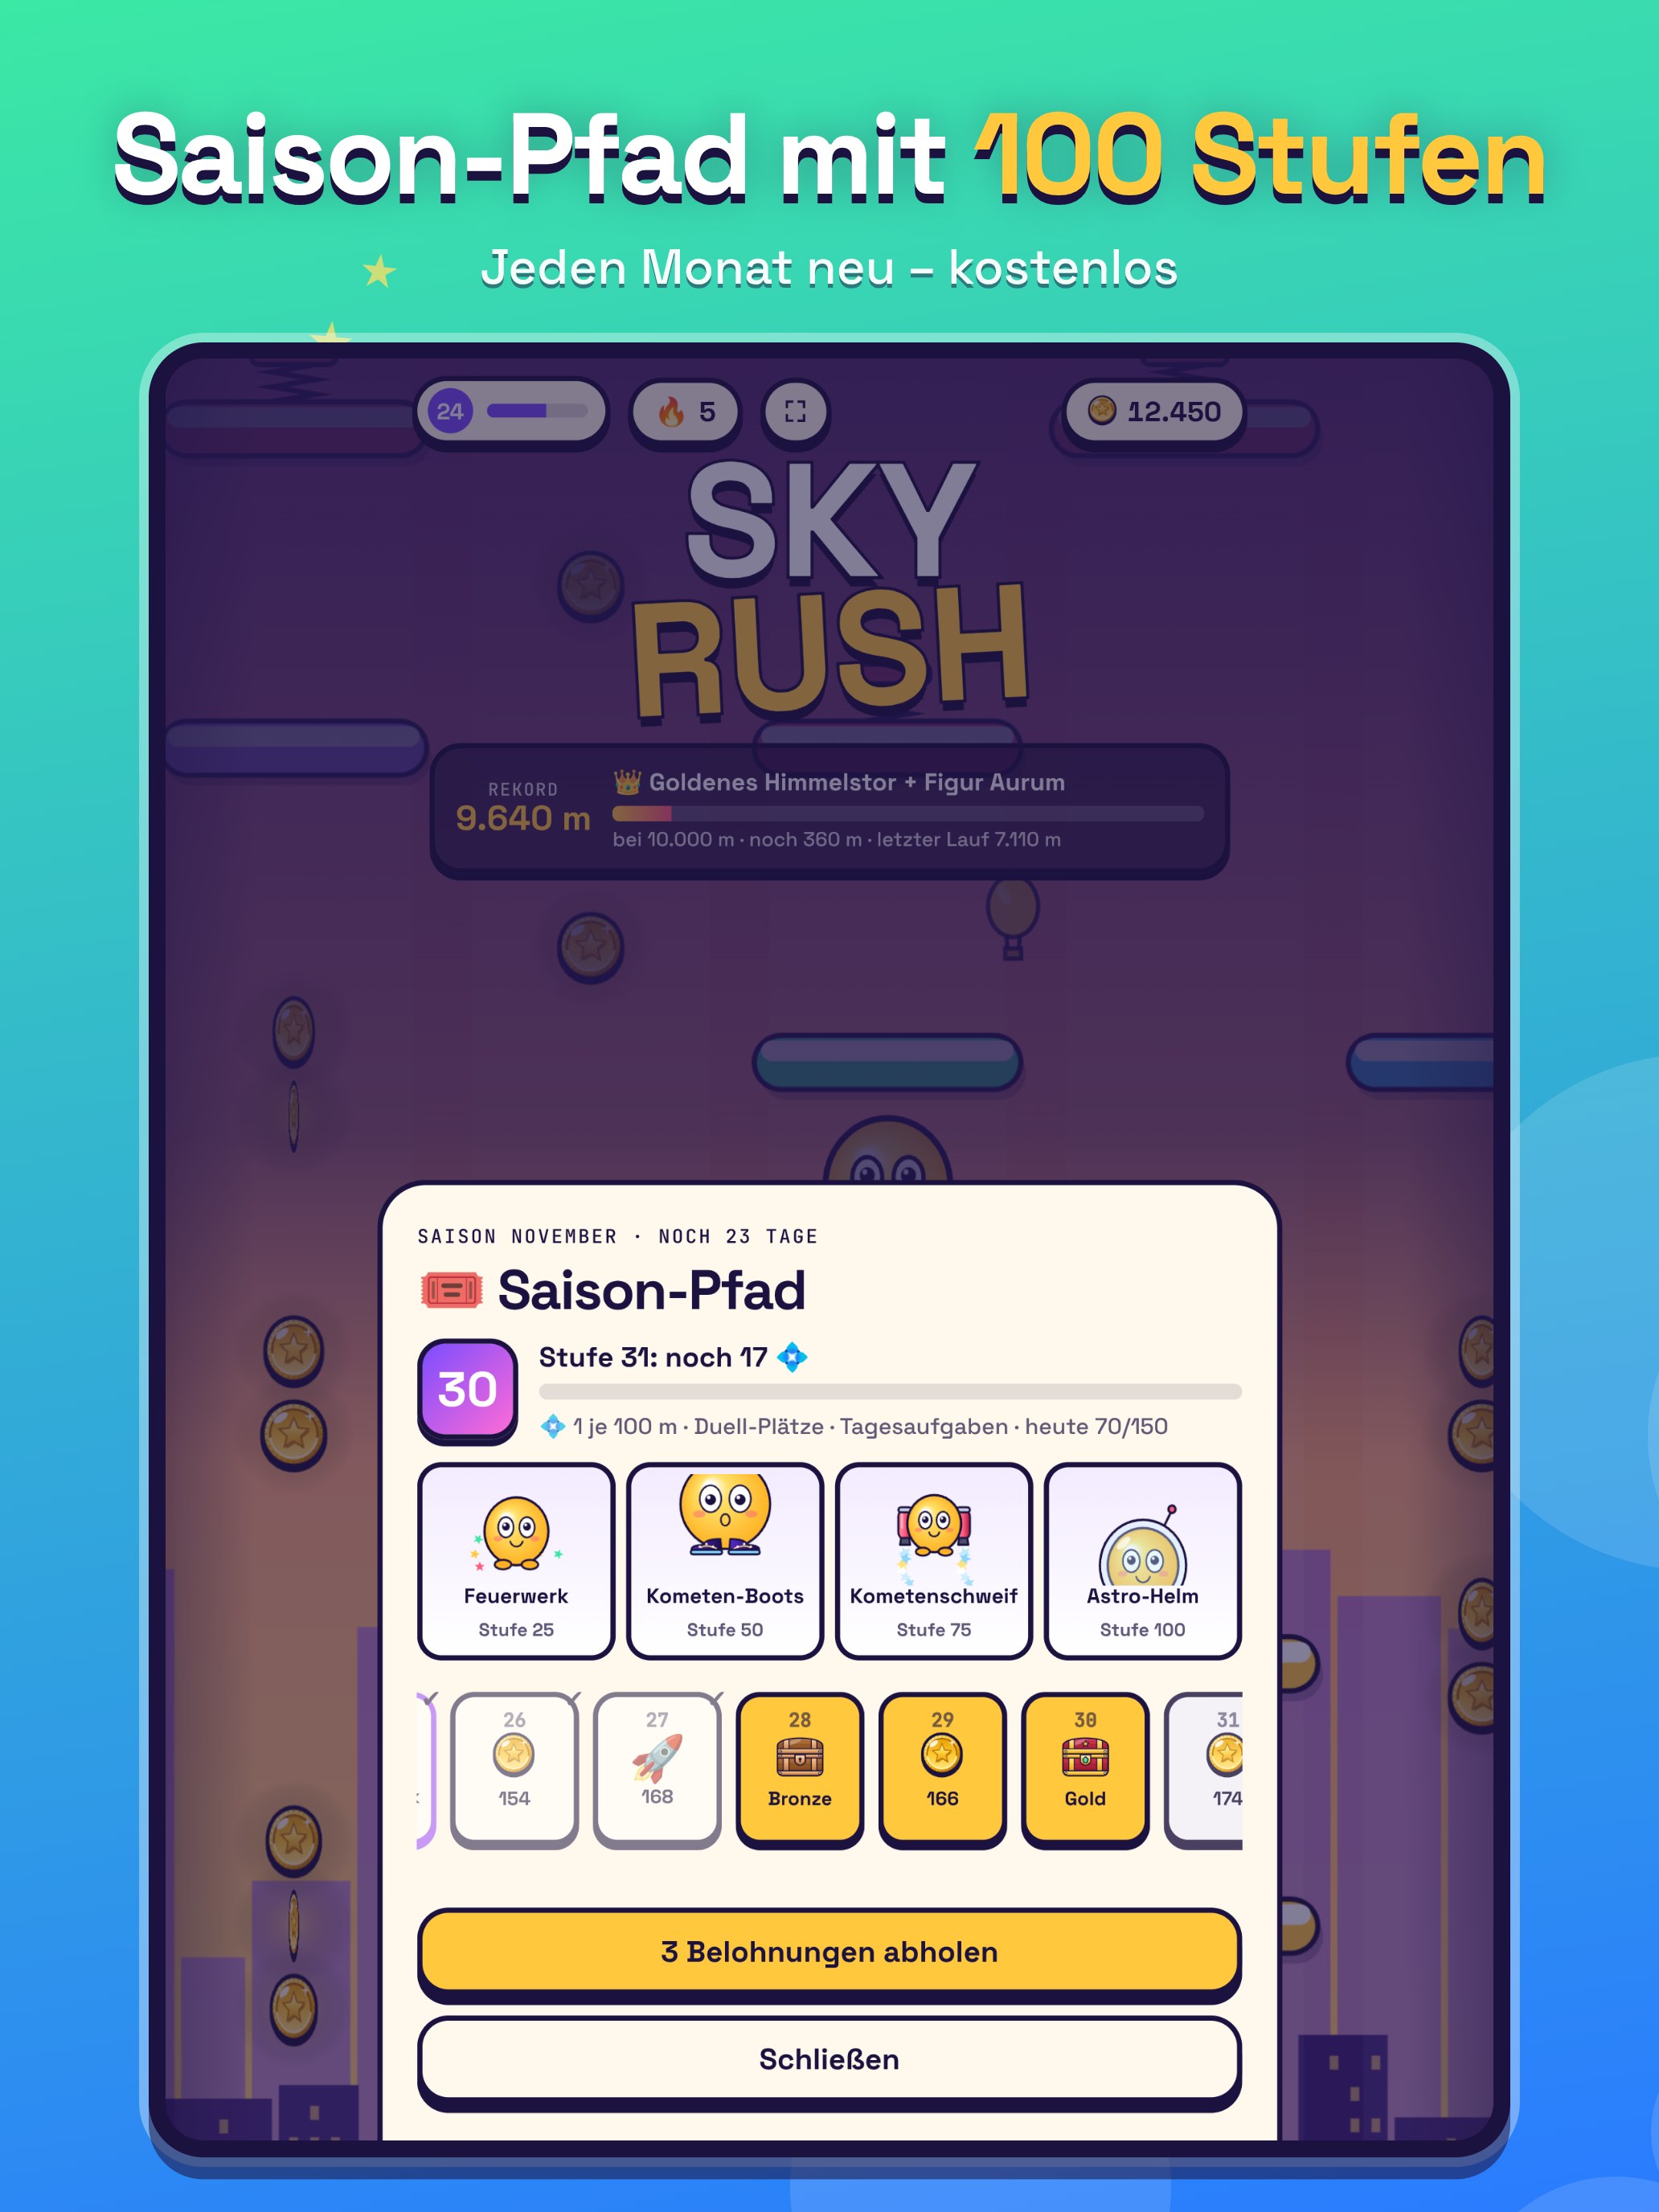 Saison-Pfad mit 100 Stufen
Jeden Monat neu – kostenlos
24
5
12.450
SKY
RUSH
REKORD
9.640 m
Goldenes Himmelstor + Figur Aurum
bei 10.000 m · noch 360 m · letzter Lauf 7.110 m
SAISON NOVEMBER · NOCH 23 TAGE
Saison-Pfad
30
Stufe 31: noch 17
1 je 100 m · Duell-Plätze · Tagesaufgaben · heute 70/150
Feuerwerk
Stufe 25
Kometen-Boots
Stufe 50
Kometenschweif
Stufe 75
Astro-Helm
Stufe 100
26
154
27
168
28
Bronze
29
166
30
Gold
31
174
3 Belohnungen abholen
Schließen